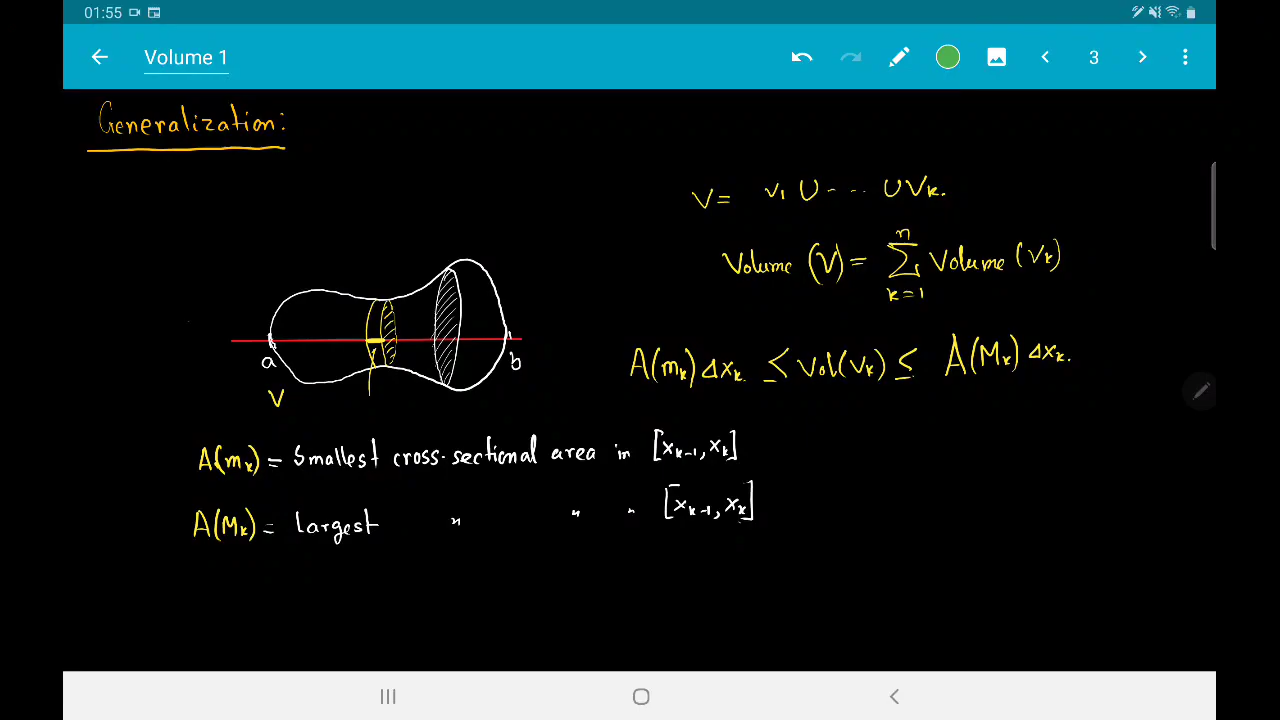 01:55
Volume 1
3
Generalization:
V = V1 U - - - U Vk.
Volume (V) = n∑k=1 Volume (Vk)
a
b
V
A(mk) Δxk ≤ Vol(Vk) ≤ A(Mk) Δxk.
A(mk) = Smallest cross-sectional area in [xk-1, xk]
A(Mk) = Largest " " " [xk-1, xk]